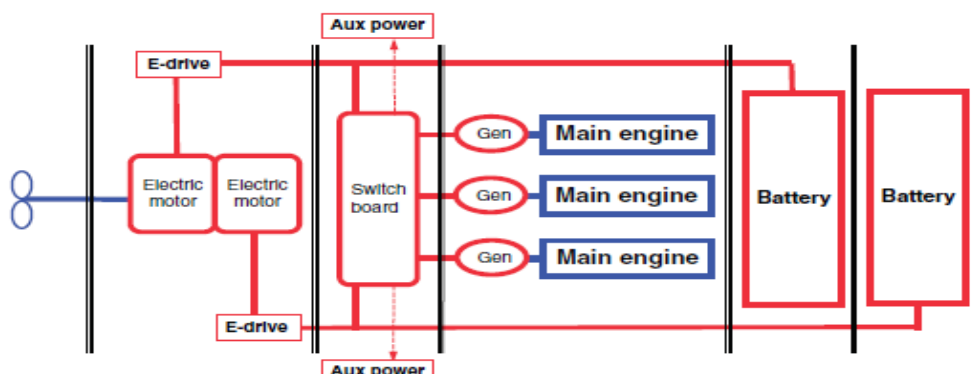 Aux power
E-drive
Gen
Main engine
Electric
motor
Electric
motor
Switch
board
Gen
Main engine
Battery
Battery
Gen
Main engine
E-drive
Aux power